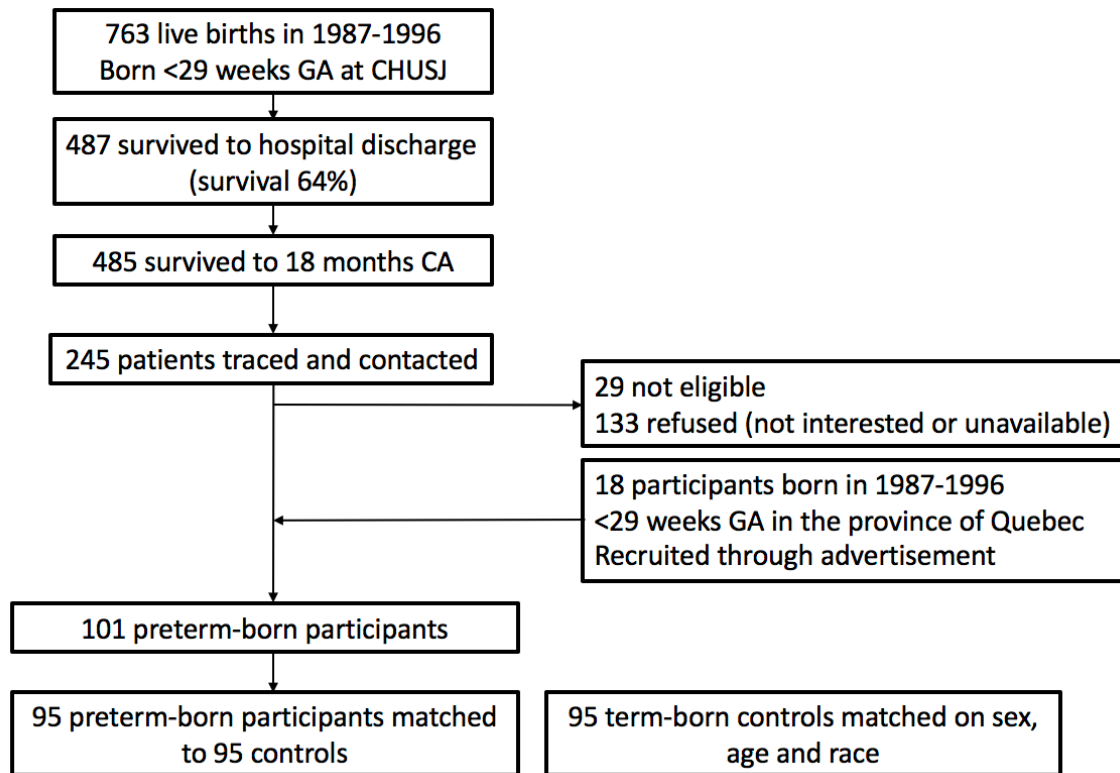 763 live births in 1987-1996
Born <29 weeks GA at CHUSJ
487 survived to hospital discharge
(survival 64%)
485 survived to 18 months CA
245 patients traced and contacted
29 not eligible
133 refused (not interested or unavailable)
18 participants born in 1987-1996
<29 weeks GA in the province of Quebec
Recruited through advertisement
101 preterm-born participants
95 preterm-born participants matched
to 95 controls
95 term-born controls matched on sex,
age and race